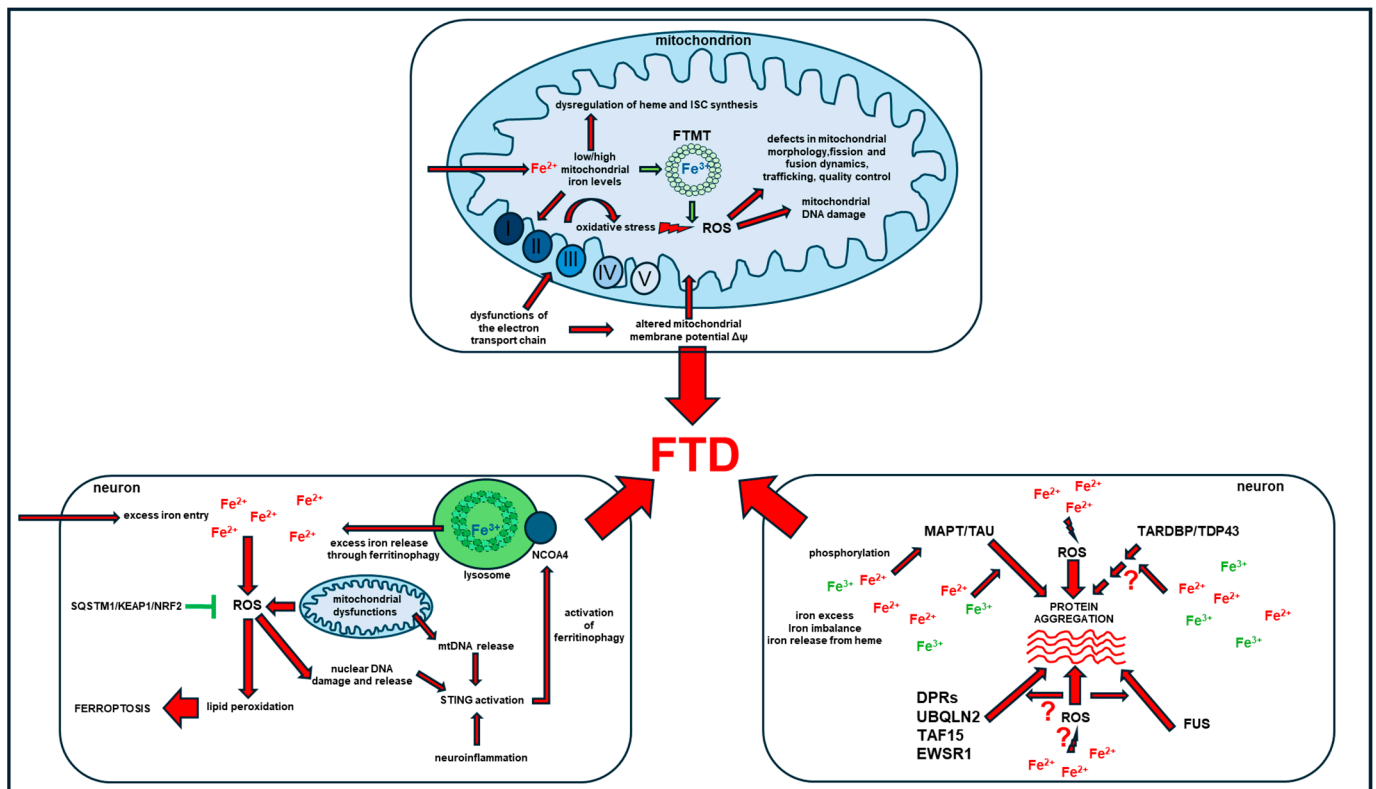 mitochondrion
dysregulation of heme and ISC synthesis
FTMT
Fe²⁺
low/high
mitochondrial
iron levels
Fe³⁺
defects in mitochondrial
morphology,fission and
fusion dynamics,
trafficking, quality control
mitochondrial
DNA damage
oxidative stress
ROS
I
II
III
IV
V
dysfunctions of
the electron
transport chain
altered mitochondrial
membrane potential Δψ
FTD
neuron
excess iron entry
Fe²⁺
Fe²⁺
Fe²⁺
Fe²⁺
Fe²⁺
excess iron release
through ferritinophagy
Fe³⁺
NCOA4
lysosome
SQSTM1/KEAP1/NRF2
ROS
mitochondrial
dysfunctions
activation
of
ferritinophagy
mtDNA release
nuclear DNA
damage and release
STING activation
FERROPTOSIS
lipid peroxidation
neuroinflammation
neuron
Fe²⁺
Fe²⁺
Fe²⁺
MAPT/TAU
TARDBP/TDP43
phosphorylation
ROS
?
Fe³⁺
Fe²⁺
Fe²⁺
Fe²⁺
Fe³⁺
Fe²⁺
Fe²⁺
Fe³⁺
iron excess
Iron imbalance
iron release from heme
PROTEIN
AGGREGATION
Fe³⁺
Fe²⁺
Fe²⁺
Fe²⁺
Fe²⁺
Fe³⁺
Fe³⁺
DPRs
UBQLN2
TAF15
EWSR1
?
ROS
?
FUS
Fe²⁺
Fe²⁺
Fe²⁺